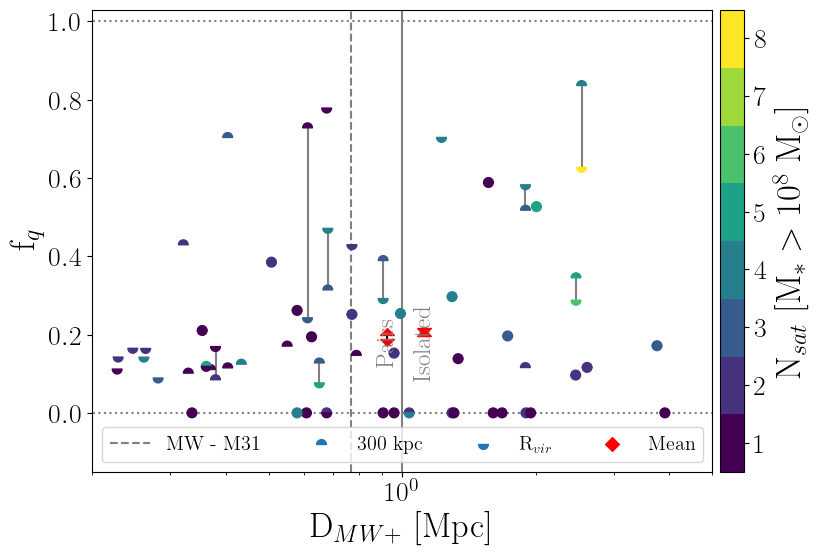 1.0
0.8
0.6
0.4
0.2
0.0
f_q
Pairs
Isolated
MW - M31
300 kpc
R_vir
Mean
10^0
D_MW+ [Mpc]
8
7
6
5
4
3
2
1
N_sat [M_* > 10^8 M_⊙]